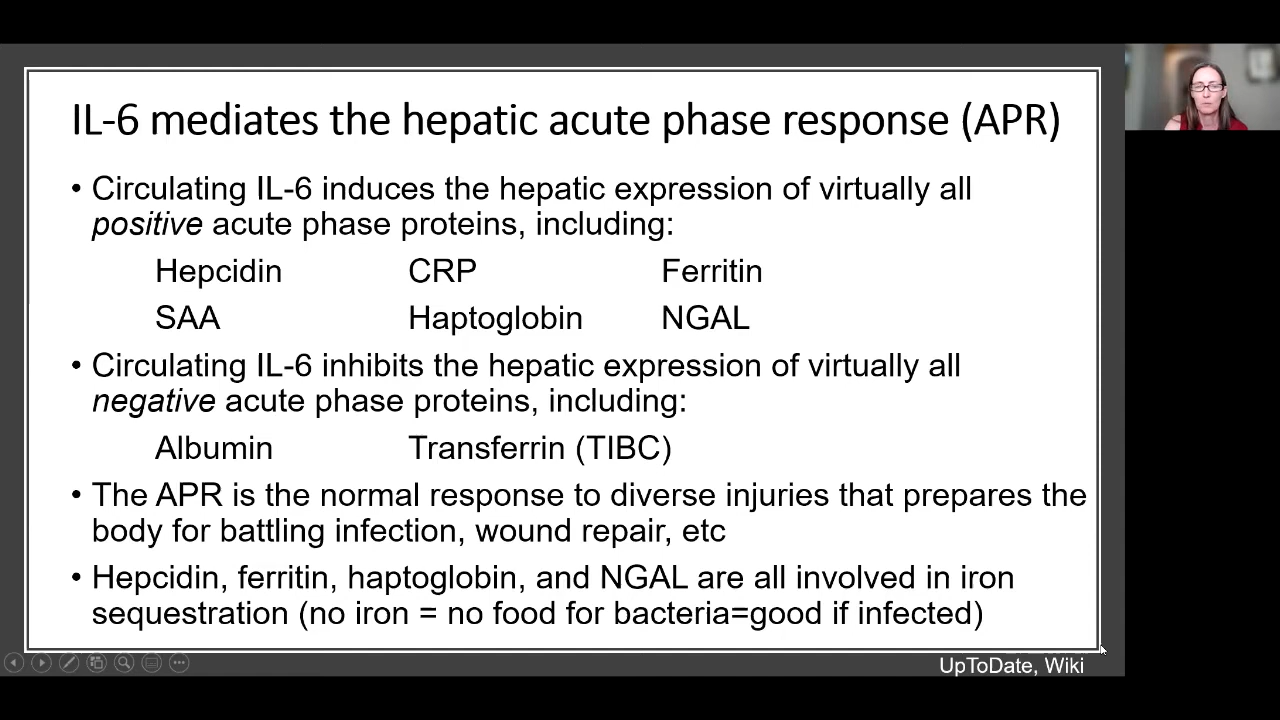 IL-6 mediates the hepatic acute phase response (APR)
• Circulating IL-6 induces the hepatic expression of virtually all
positive acute phase proteins, including:
Hepcidin CRP Ferritin
SAA Haptoglobin NGAL
• Circulating IL-6 inhibits the hepatic expression of virtually all
negative acute phase proteins, including:
Albumin Transferrin (TIBC)
• The APR is the normal response to diverse injuries that prepares the
body for battling infection, wound repair, etc
• Hepcidin, ferritin, haptoglobin, and NGAL are all involved in iron
sequestration (no iron = no food for bacteria=good if infected)
UpToDate, Wiki